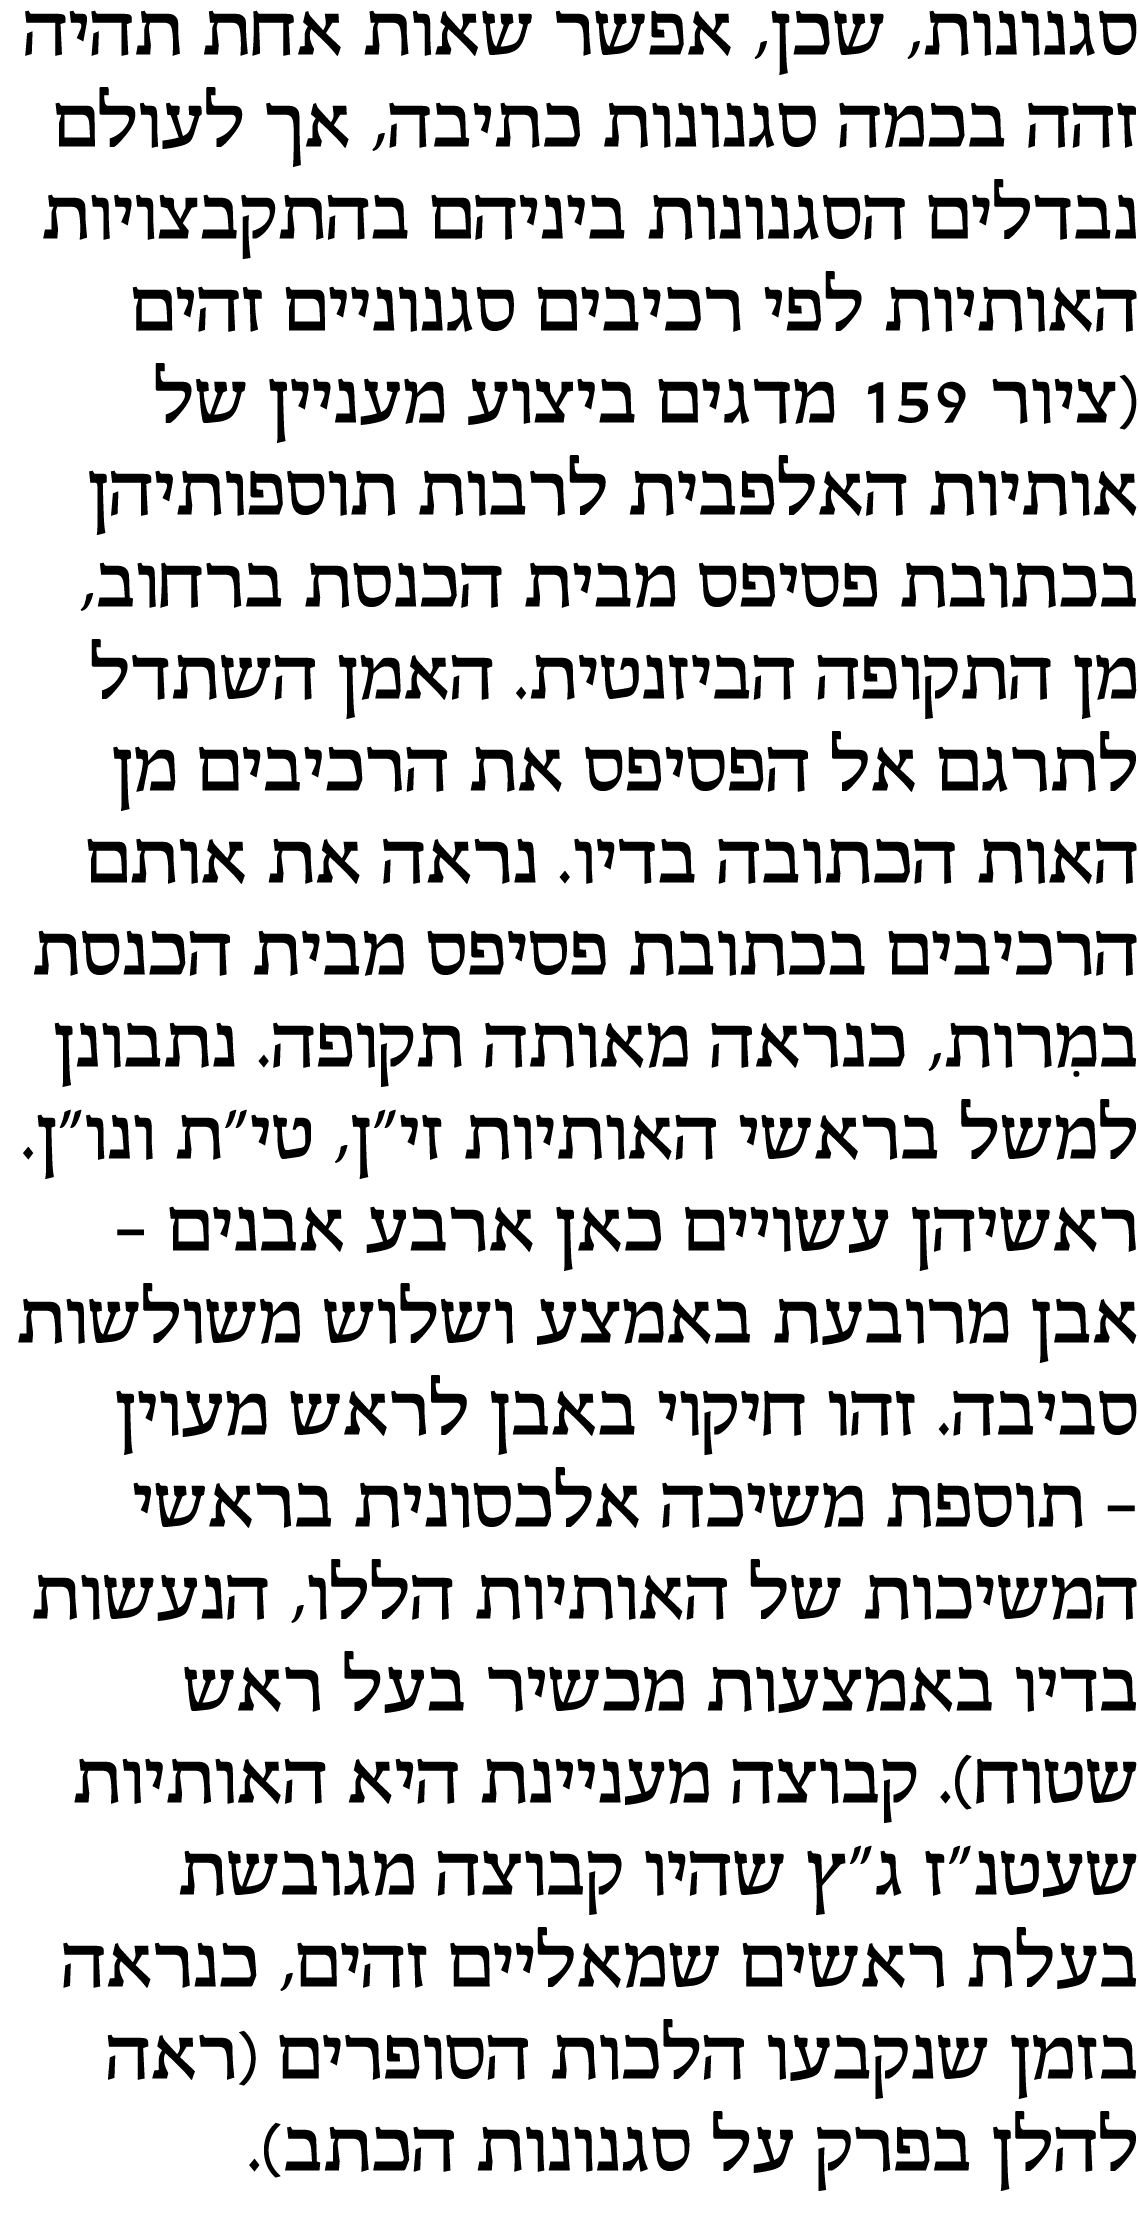 סגנונות, שכן, אפשר שאות אחת תהיה
זהה בכמה סגנונות כתיבה, אך לעולם
נבדלים הסגנונות ביניהם בהתקבצויות
האותיות לפי רכיבים סגנוניים זהים
(ציור 159 מדגים ביצוע מעניין של
אותיות האלפבית לרבות תוספותיהן
בכתובת פסיפס מבית הכנסת ברחוב,
מן התקופה הביזנטית. האמן השתדל
לתרגם אל הפסיפס את הרכיבים מן
האות הכתובה בדיו. נראה את אותם
הרכיבים בכתובת פסיפס מבית הכנסת
במִרות, כנראה מאותה תקופה. נתבונן
למשל בראשי האותיות זי״ן, טי״ת ונו״ן.
ראשיהן עשויים כאן ארבע אבנים –
אבן מרובעת באמצע ושלוש משולשות
סביבה. זהו חיקוי באבן לראש מעוין
– תוספת משיכה אלכסונית בראשי
המשיכות של האותיות הללו, הנעשות
בדיו באמצעות מכשיר בעל ראש
שטוח). קבוצה מעניינת היא האותיות
שעטנ״ז ג״ץ שהיו קבוצה מגובשת
בעלת ראשים שמאליים זהים, כנראה
בזמן שנקבעו הלכות הסופרים (ראה
להלן בפרק על סגנונות הכתב).